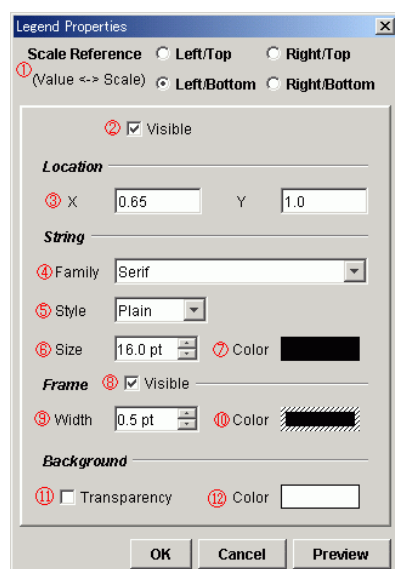 Legend Properties
Scale Reference Left/Top Right/Top
① (Value <-> Scale) Left/Bottom Right/Bottom
② Visible
Location
③ X 0.65 Y 1.0
String
④ Family Serif
⑤ Style Plain
⑥ Size 16.0 pt ⑦ Color
Frame ⑧ Visible
⑨ Width 0.5 pt ⑩ Color
Background
⑪ Transparency ⑫ Color
OK Cancel Preview